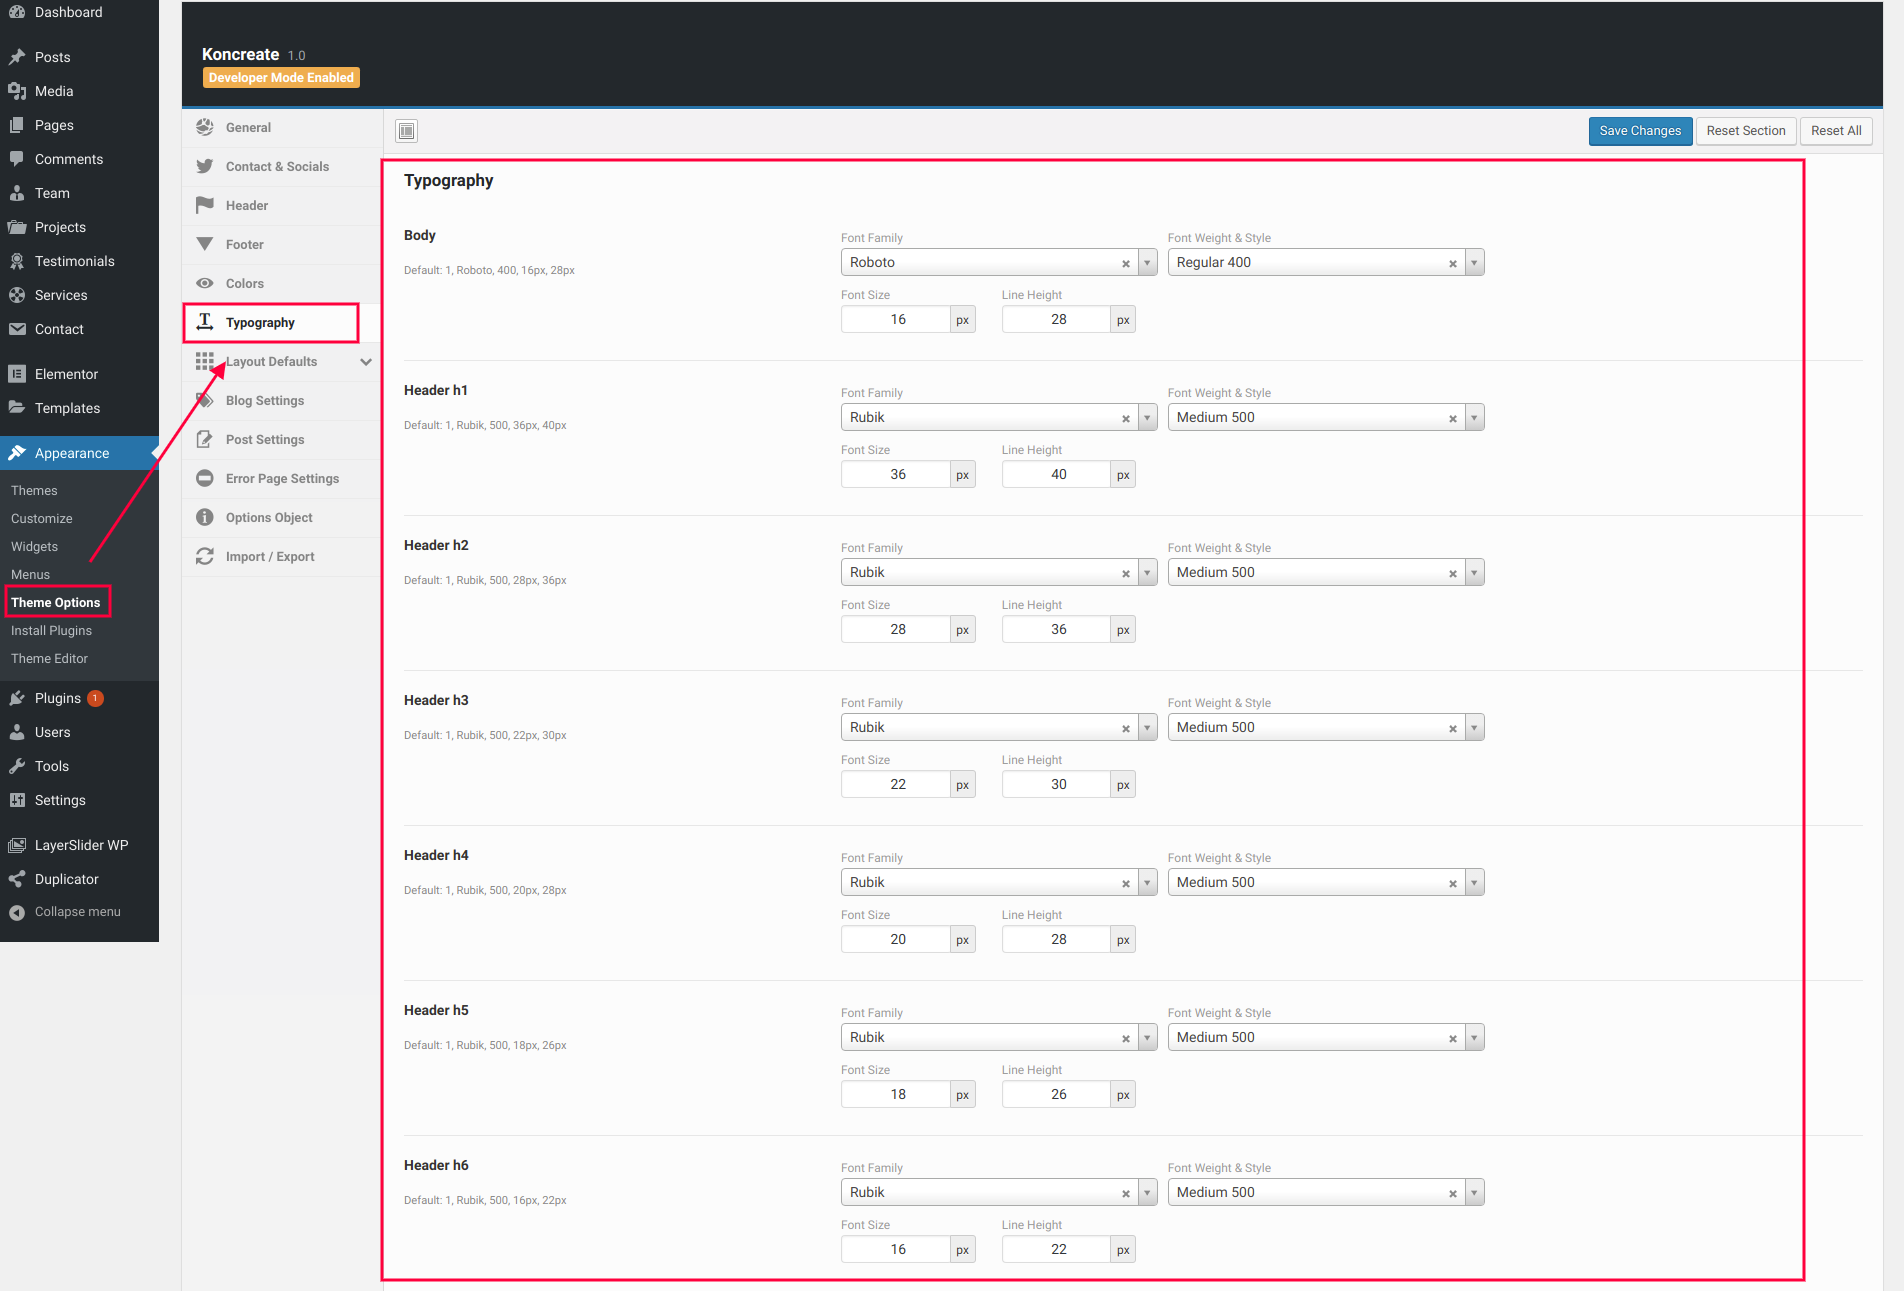 Dashboard
Posts
Media
Pages
Comments
Team
Projects
Testimonials
Services
Contact
Elementor
Templates
Appearance
Themes
Customize
Widgets
Menus
Theme Options
Install Plugins
Theme Editor
Plugins 1
Users
Tools
Settings
LayerSlider WP
Duplicator
Collapse menu
Koncreate 1.0
Developer Mode Enabled
General
Contact & Socials
Header
Footer
Colors
Typography
Layout Defaults
Blog Settings
Post Settings
Error Page Settings
Options Object
Import / Export
Save Changes Reset Section Reset All
Typography
Body
Default: 1, Roboto, 400, 16px, 28px
Font Family Font Weight & Style
Roboto Regular 400
Font Size Line Height
16 px 28 px
Header h1
Default: 1, Rubik, 500, 36px, 40px
Font Family Font Weight & Style
Rubik Medium 500
Font Size Line Height
36 px 40 px
Header h2
Default: 1, Rubik, 500, 28px, 36px
Font Family Font Weight & Style
Rubik Medium 500
Font Size Line Height
28 px 36 px
Header h3
Default: 1, Rubik, 500, 22px, 30px
Font Family Font Weight & Style
Rubik Medium 500
Font Size Line Height
22 px 30 px
Header h4
Default: 1, Rubik, 500, 20px, 28px
Font Family Font Weight & Style
Rubik Medium 500
Font Size Line Height
20 px 28 px
Header h5
Default: 1, Rubik, 500, 18px, 26px
Font Family Font Weight & Style
Rubik Medium 500
Font Size Line Height
18 px 26 px
Header h6
Default: 1, Rubik, 500, 16px, 22px
Font Family Font Weight & Style
Rubik Medium 500
Font Size Line Height
16 px 22 px